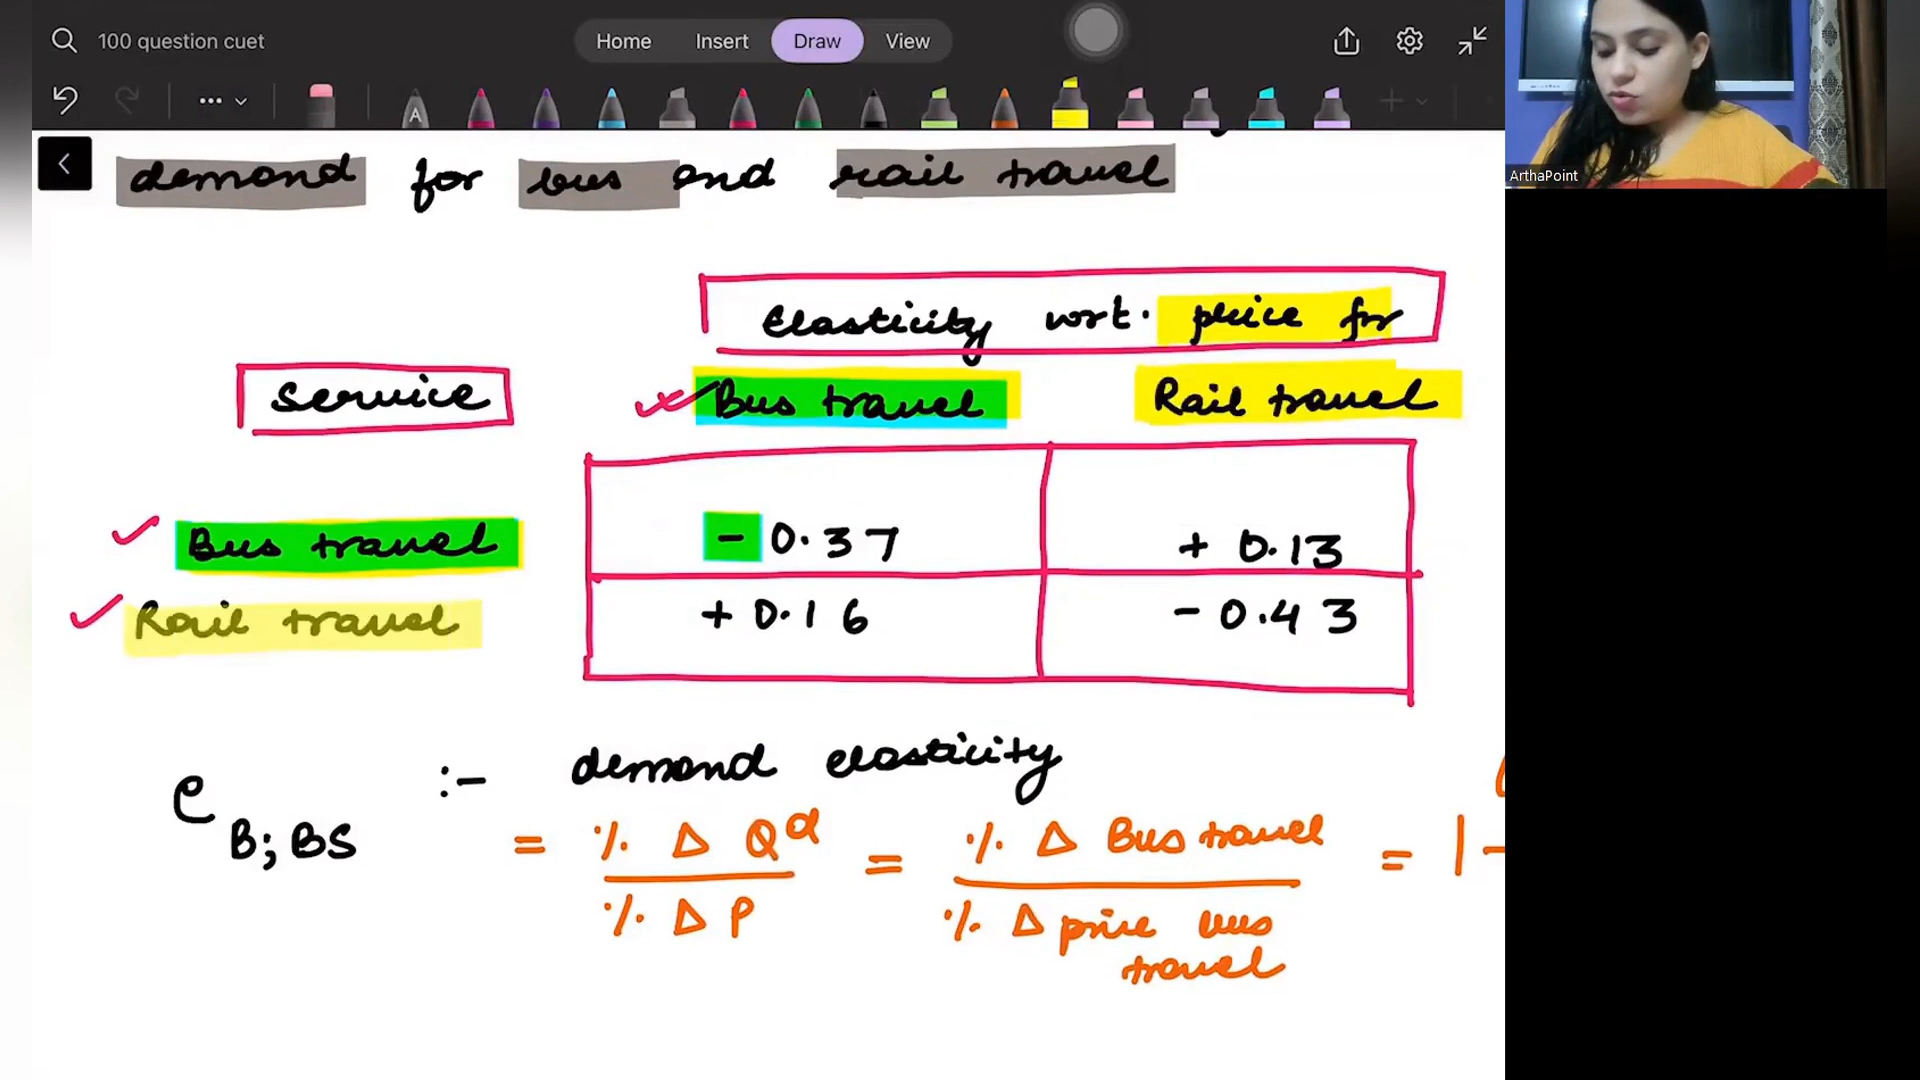 100 question cuet
Home Insert Draw View
A
ArthaPoint
demand for bus and rail travel
Elasticity wrt. price for
Service Bus travel Rail travel
Bus travel - 0.37 + 0.13
Rail travel + 0.16 - 0.43
e B; BS :- demand elasticity
= % Δ Qd / % Δ P = % Δ Bus travel / % Δ price bus travel = | -